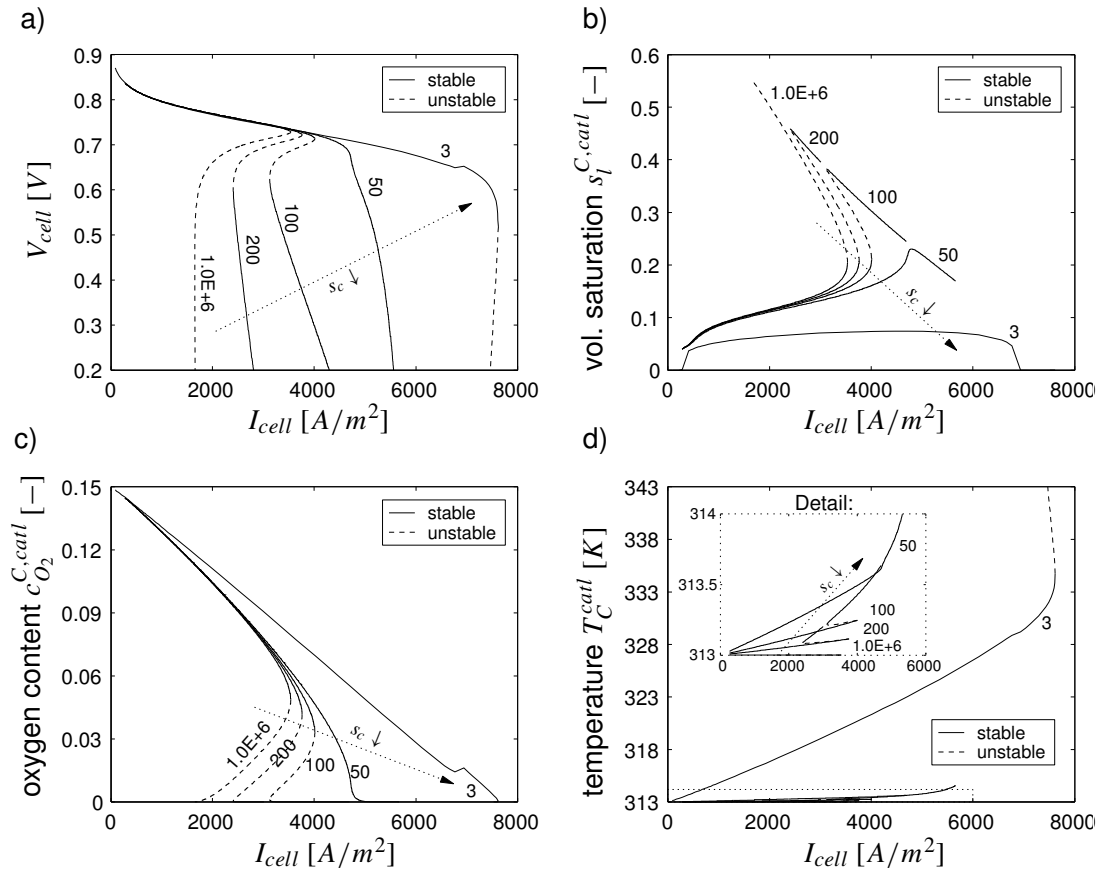 a)
0.9
0.8
0.7
0.6
0.5
0.4
0.3
0.2
V_cell [V]
stable
unstable
3
50
100
200
1.0E+6
s_c ↓
0 2000 4000 6000 8000
I_cell [A/m²]
b)
0.6
0.5
0.4
0.3
0.2
0.1
0
vol. saturation s_l^{C,catl} [−]
stable
unstable
1.0E+6
200
100
50
s_c ↓
3
0 2000 4000 6000 8000
I_cell [A/m²]
c)
0.15
0.12
0.09
0.06
0.03
0
oxygen content c_{O_2}^{C,catl} [−]
stable
unstable
1.0E+6
200
100
50
s_c ↓
3
0 2000 4000 6000 8000
I_cell [A/m²]
d)
343
338
333
328
323
318
313
temperature T_C^{catl} [K]
Detail:
314
313.5
313
50
s_c ↓
100
200
1.0E+6
0 2000 4000 6000
3
stable
unstable
0 2000 4000 6000 800
I_cell [A/m²]